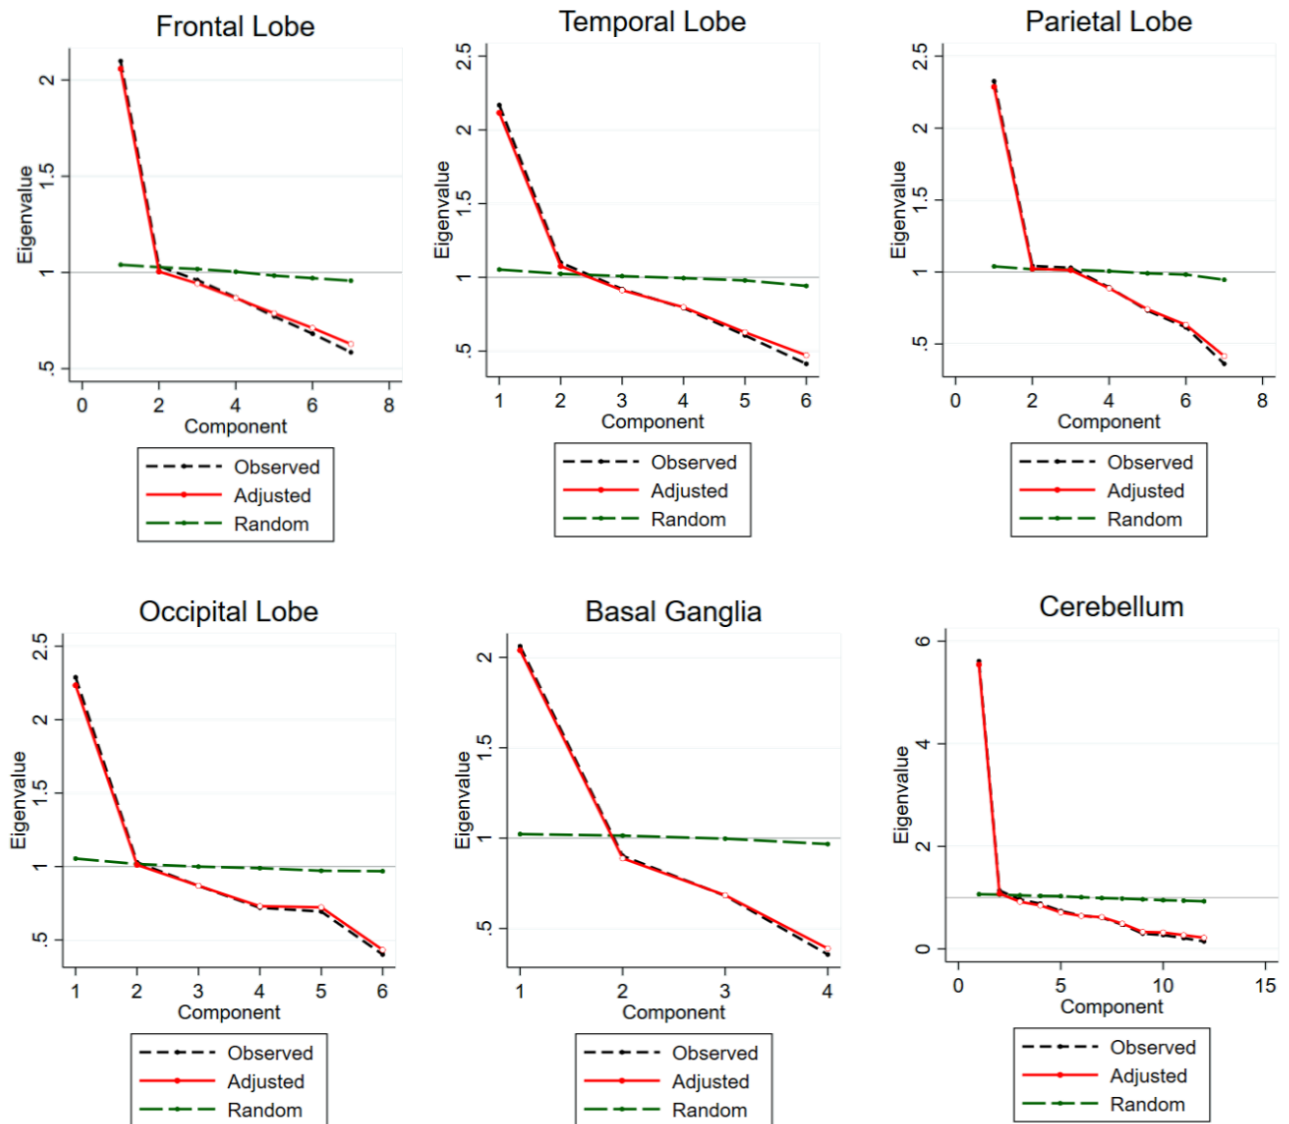 Frontal Lobe
Eigenvalue
2
1.5
1
.5
0 2 4 6 8
Component
Observed
Adjusted
Random
Temporal Lobe
Eigenvalue
2.5
2
1.5
1
.5
1 2 3 4 5 6
Component
Observed
Adjusted
Random
Parietal Lobe
Eigenvalue
2.5
2
1.5
1
.5
0 2 4 6 8
Component
Observed
Adjusted
Random
Occipital Lobe
Eigenvalue
2.5
2
1.5
1
.5
1 2 3 4 5 6
Component
Observed
Adjusted
Random
Basal Ganglia
Eigenvalue
2
1.5
1
.5
1 2 3 4
Component
Observed
Adjusted
Random
Cerebellum
Eigenvalue
6
4
2
0
0 5 10 15
Component
Observed
Adjusted
Random